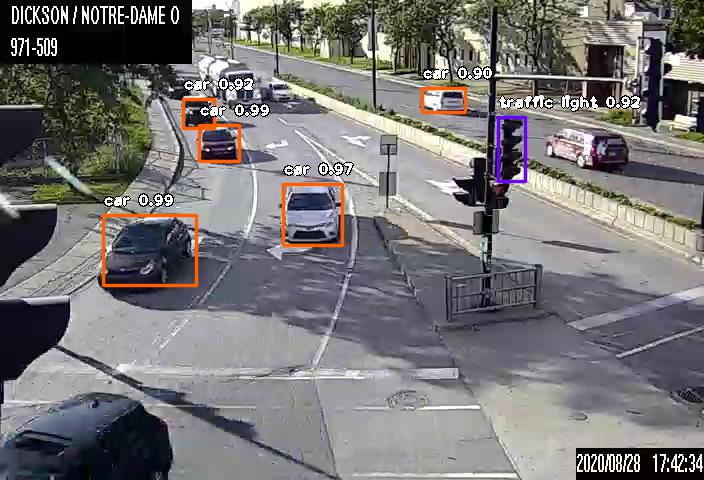 DICKSON / NOTRE-DAME O
971-509
car 0.92
car 0.90
car 0.99
traffic light 0.92
car 0.97
car 0.99
2020/08/28 17:42:34